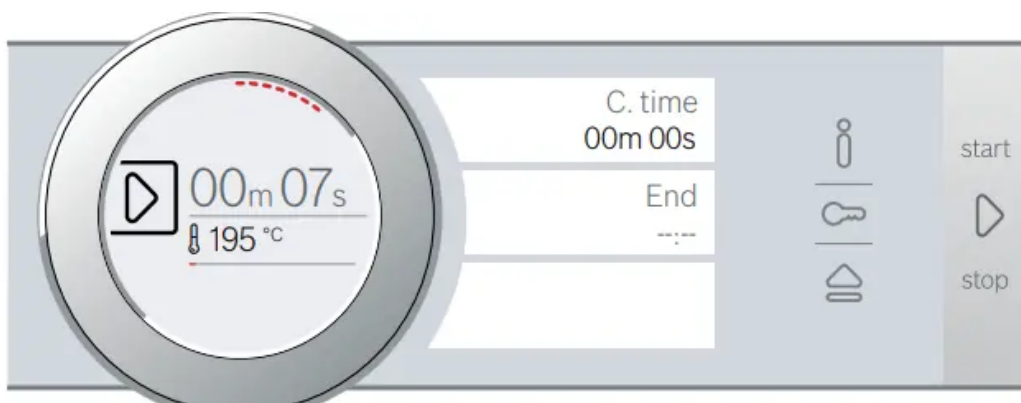 00m 07s
195 °C
C. time
00m 00s
End
--:--
start
stop